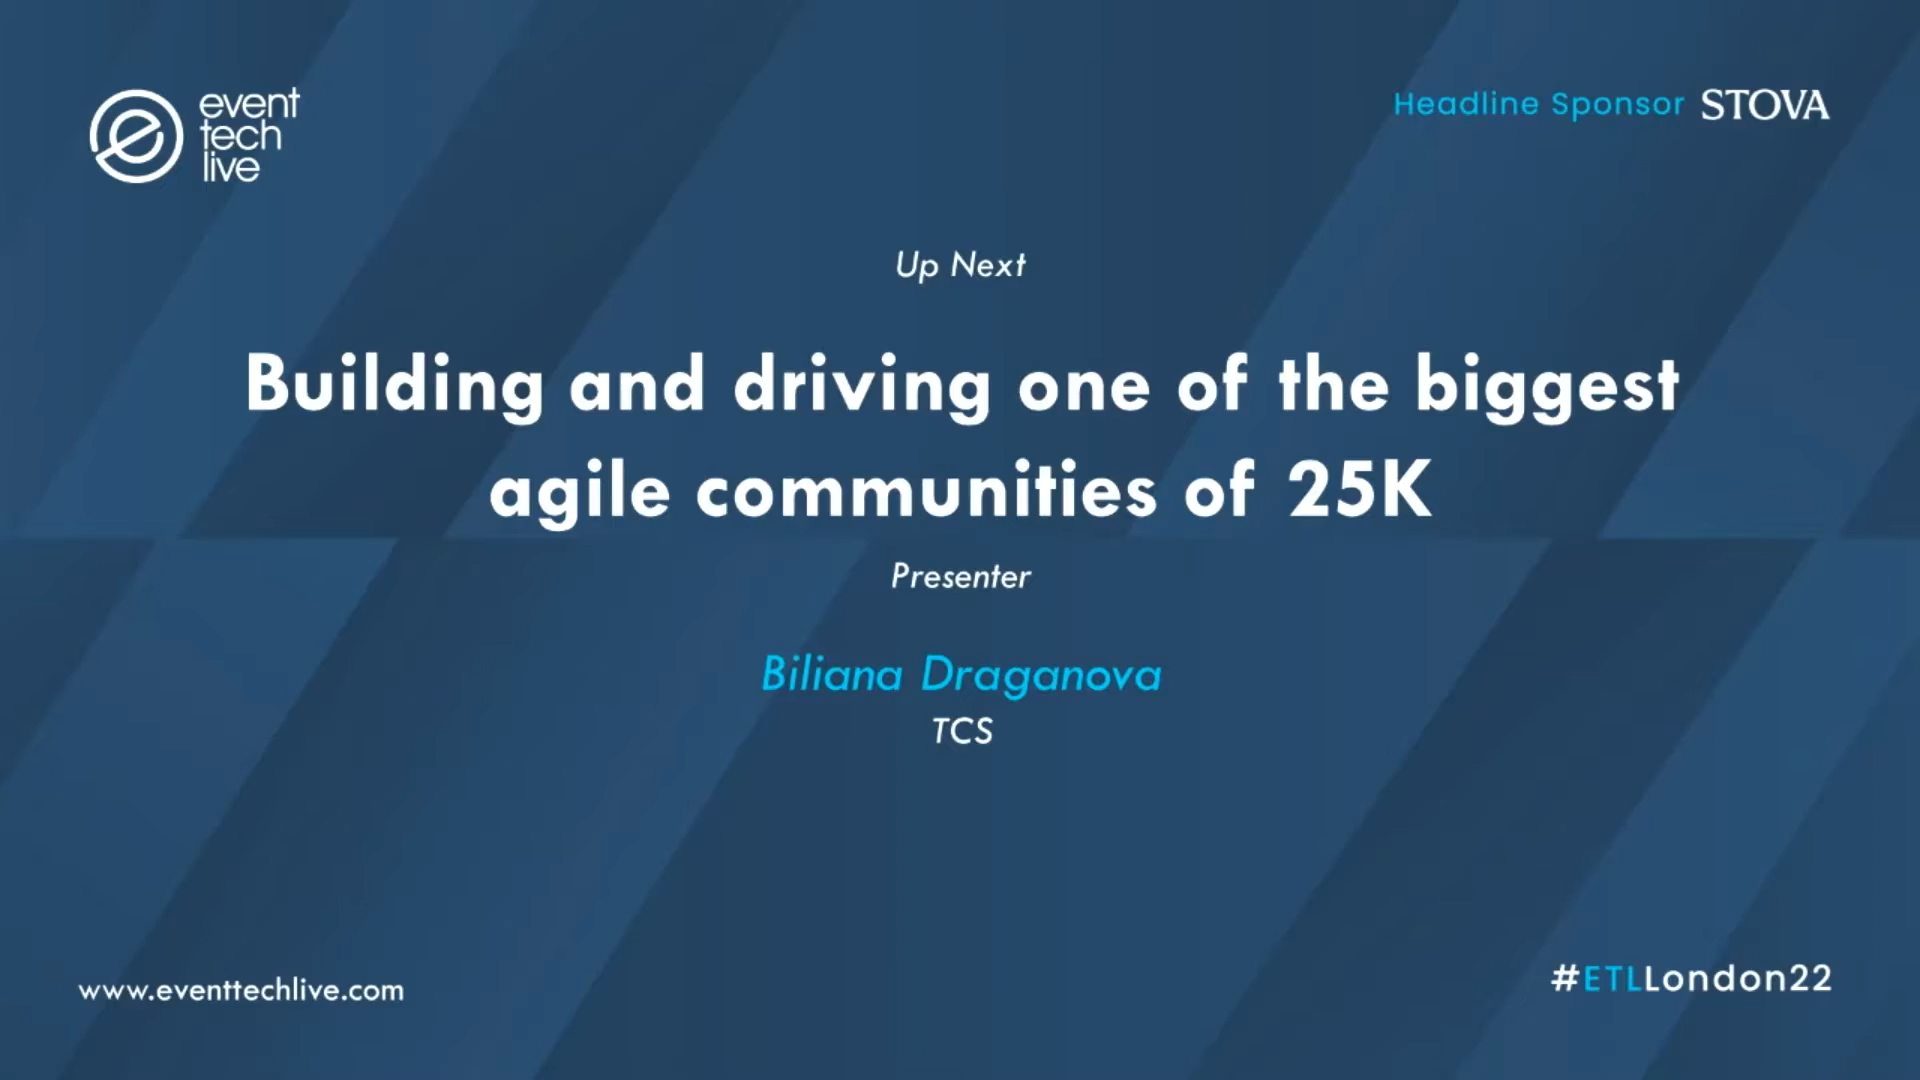 event
tech
live
Headline Sponsor STOVA
Up Next
Building and driving one of the biggest
agile communities of 25K
Presenter
Biliana Draganova
TCS
www.eventtechlive.com
#ETLLondon22